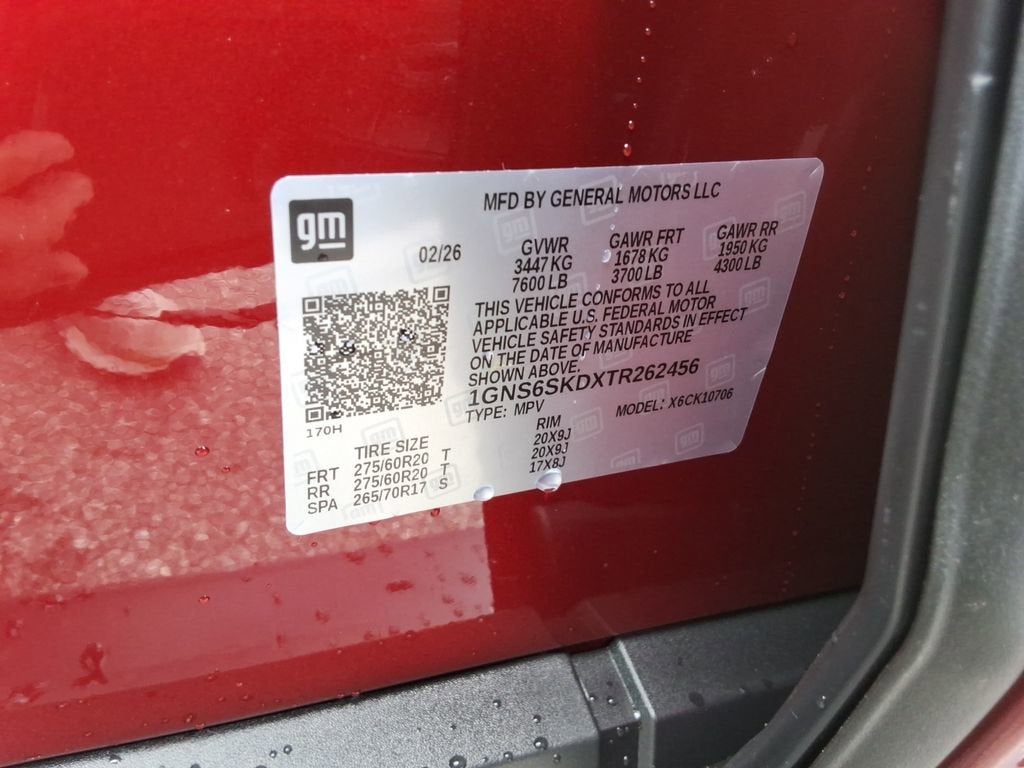 gm
MFD BY GENERAL MOTORS LLC
02/26
GVWR GAWR FRT GAWR RR
3447 KG 1678 KG 1950 KG
7600 LB 3700 LB 4300 LB
THIS VEHICLE CONFORMS TO ALL
APPLICABLE U.S. FEDERAL MOTOR
VEHICLE SAFETY STANDARDS IN EFFECT
ON THE DATE OF MANUFACTURE
SHOWN ABOVE.
1GNS6SKDXTR262456
TYPE: MPV MODEL: X6CK10706
170H
TIRE SIZE RIM
FRT 275/60R20 T 20X9J
RR 275/60R20 T 20X9J
SPA 265/70R17 S 17X8J